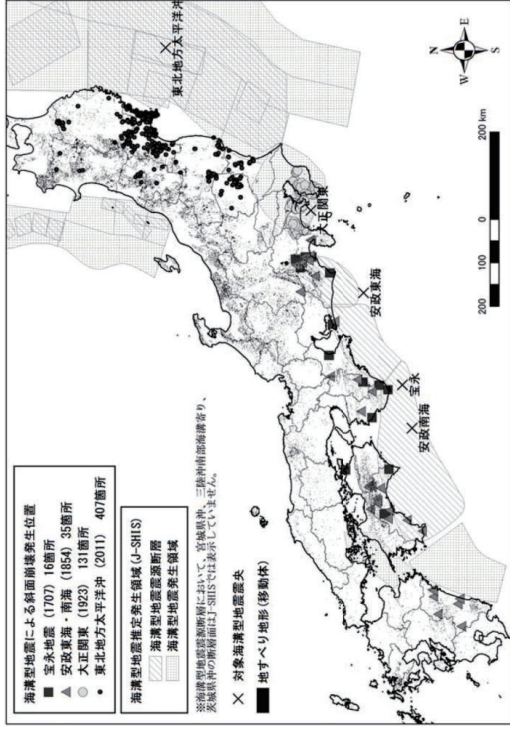 海溝型地震による斜面崩壊発生位置
宝永地震 (1707) 16箇所
安政東海・南海 (1854) 35箇所
大正関東 (1923) 131箇所
東北地方太平洋沖 (2011) 407箇所
海溝型地震推定発生領域(J-SHIS)
海溝型地震震源断層
海溝型地震発生領域
※海溝型地震震源断層において、宮城県沖、三陸沖南部海溝寄り、
茨城県沖の断層面はJ-SHISでは表示していません。
対象海溝型地震震央
地すべり地形(移動体)
東北地方太平洋沖
大正関東
安政東海
宝永
安政南海
N
W
E
S
200
100
0
200 km